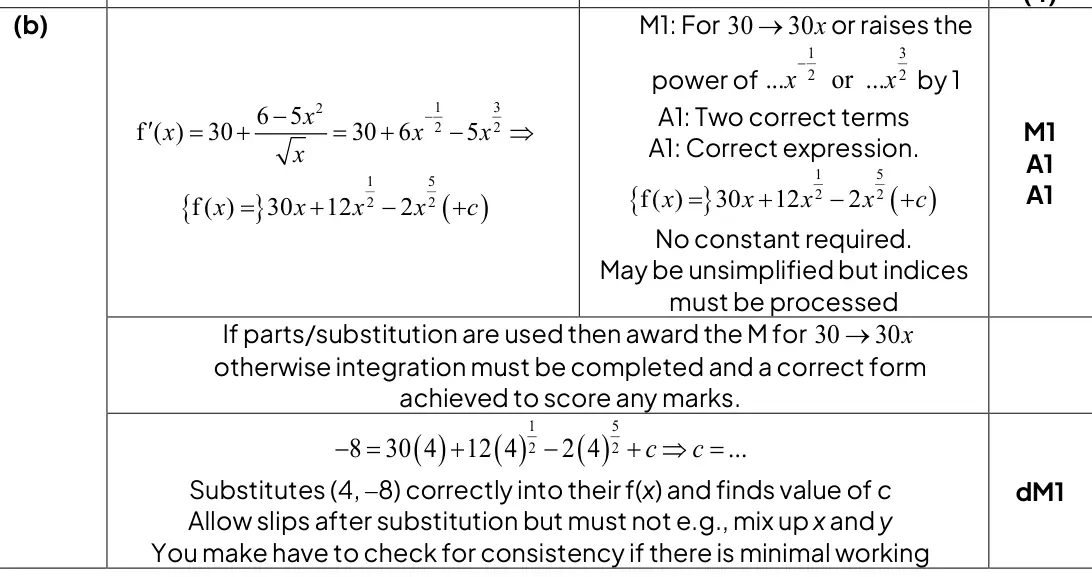 (4)
(b)
f′(x) = 30 + (6 − 5x²)/√x = 30 + 6x^(−1/2) − 5x^(3/2) ⇒
{f(x) =} 30x + 12x^(1/2) − 2x^(5/2) (+c)
M1: For 30 → 30x or raises the
power of ...x^(−1/2) or ...x^(3/2) by 1
A1: Two correct terms
A1: Correct expression.
{f(x) =} 30x + 12x^(1/2) − 2x^(5/2) (+c)
No constant required.
May be unsimplified but indices
must be processed
M1
A1
A1
If parts/substitution are used then award the M for 30 → 30x
otherwise integration must be completed and a correct form
achieved to score any marks.
−8 = 30(4) + 12(4)^(1/2) − 2(4)^(5/2) + c ⇒ c = ...
Substitutes (4, −8) correctly into their f(x) and finds value of c
Allow slips after substitution but must not e.g., mix up x and y
You make have to check for consistency if there is minimal working
dM1